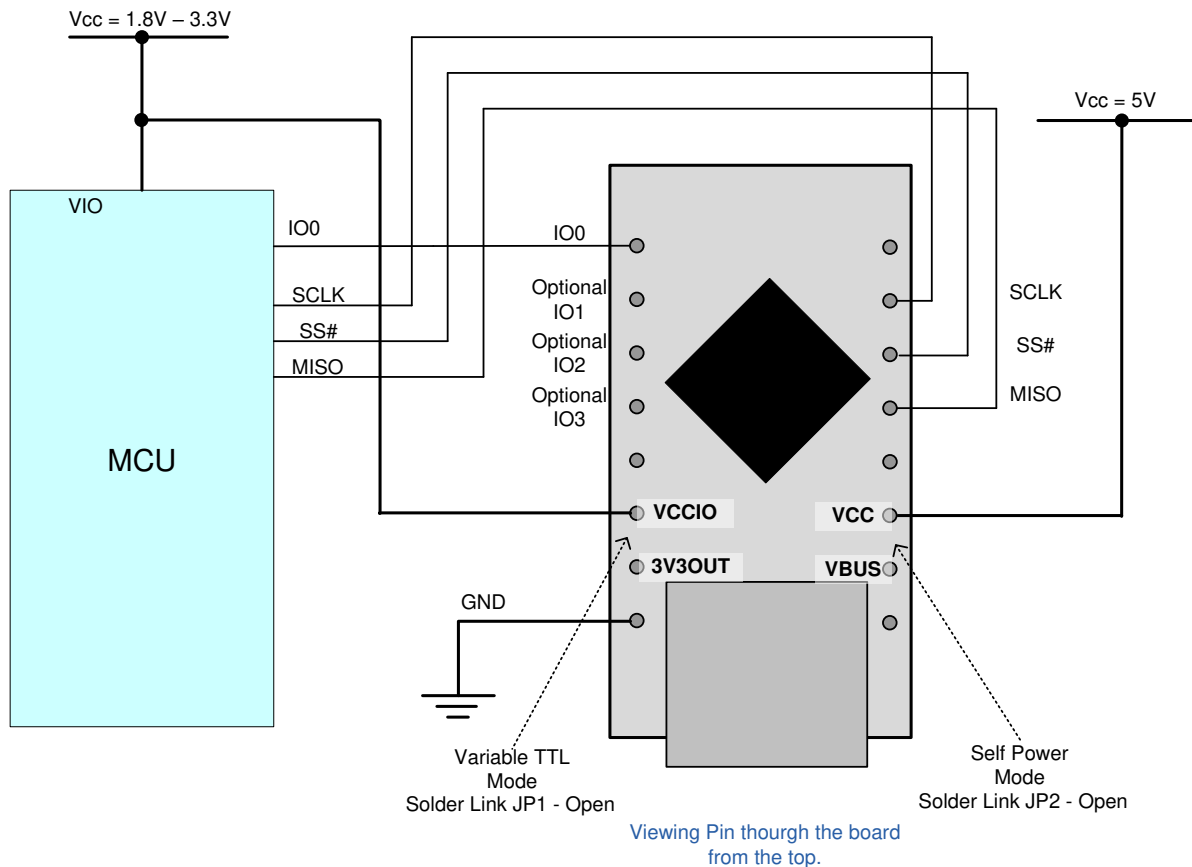 Vcc = 1.8V – 3.3V
Vcc = 5V
VIO
IO0
SCLK
SS#
MISO
MCU
IO0
Optional
IO1
Optional
IO2
Optional
IO3
SCLK
SS#
MISO
VCCIO
VCC
3V3OUT
VBUS
GND
Variable TTL
Mode
Solder Link JP1 - Open
Self Power
Mode
Solder Link JP2 - Open
Viewing Pin thourgh the board
from the top.